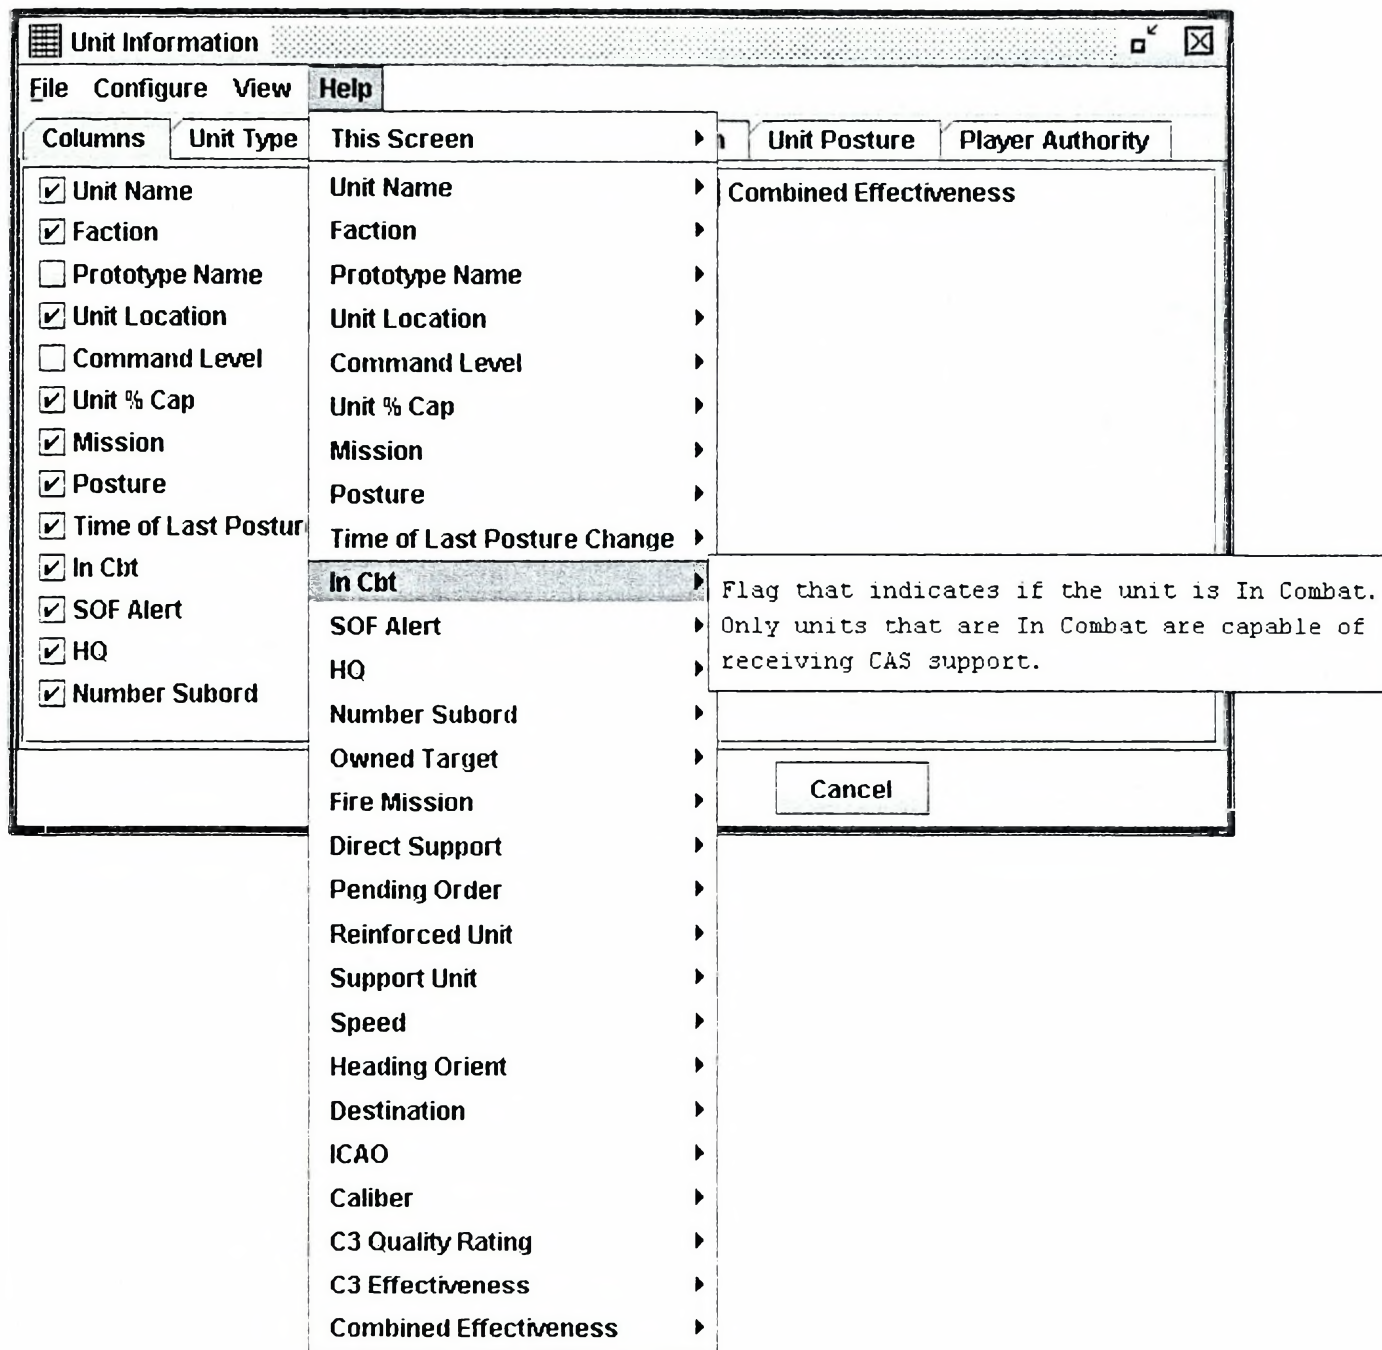 Unit Information
File Configure View Help
Columns Unit Type n Unit Posture Player Authority
Unit Name
Faction
Prototype Name
Unit Location
Command Level
Unit % Cap
Mission
Posture
Time of Last Postur
In Cbt
SOF Alert
HQ
Number Subord
This Screen
Unit Name
Faction
Prototype Name
Unit Location
Command Level
Unit % Cap
Mission
Posture
Time of Last Posture Change
In Cbt
SOF Alert
HQ
Number Subord
Owned Target
Fire Mission
Direct Support
Pending Order
Reinforced Unit
Support Unit
Speed
Heading Orient
Destination
ICAO
Caliber
C3 Quality Rating
C3 Effectiveness
Combined Effectiveness
Combined Effectiveness
Flag that indicates if the unit is In Combat.
Only units that are In Combat are capable of
receiving CAS support.
Cancel